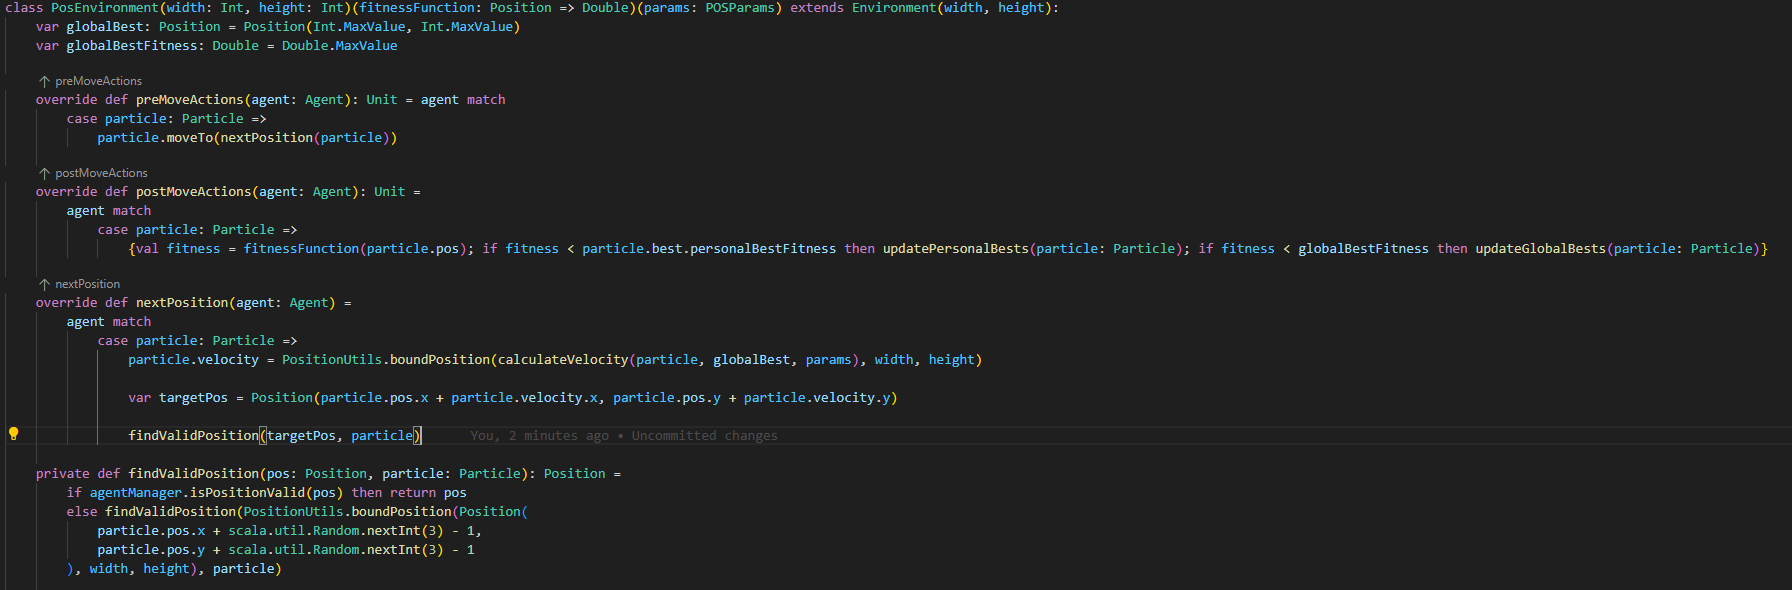 class PosEnvironment(width: Int, height: Int)(fitnessFunction: Position => Double)(params: POSParams) extends Environment(width, height):
    var globalBest: Position = Position(Int.MaxValue, Int.MaxValue)
    var globalBestFitness: Double = Double.MaxValue
    ↑ preMoveActions
    override def preMoveActions(agent: Agent): Unit = agent match
        case particle: Particle =>
            particle.moveTo(nextPosition(particle))
    ↑ postMoveActions
    override def postMoveActions(agent: Agent): Unit =
        agent match
            case particle: Particle =>
                {val fitness = fitnessFunction(particle.pos); if fitness < particle.best.personalBestFitness then updatePersonalBests(particle: Particle); if fitness < globalBestFitness then updateGlobalBests(particle: Particle)}
    ↑ nextPosition
    override def nextPosition(agent: Agent) =
        agent match
            case particle: Particle =>
                particle.velocity = PositionUtils.boundPosition(calculateVelocity(particle, globalBest, params), width, height)
                var targetPos = Position(particle.pos.x + particle.velocity.x, particle.pos.y + particle.velocity.y)
                findValidPosition(targetPos, particle) You, 2 minutes ago • Uncommitted changes
    private def findValidPosition(pos: Position, particle: Particle): Position =
        if agentManager.isPositionValid(pos) then return pos
        else findValidPosition(PositionUtils.boundPosition(Position(
            particle.pos.x + scala.util.Random.nextInt(3) - 1,
            particle.pos.y + scala.util.Random.nextInt(3) - 1
        ), width, height), particle)